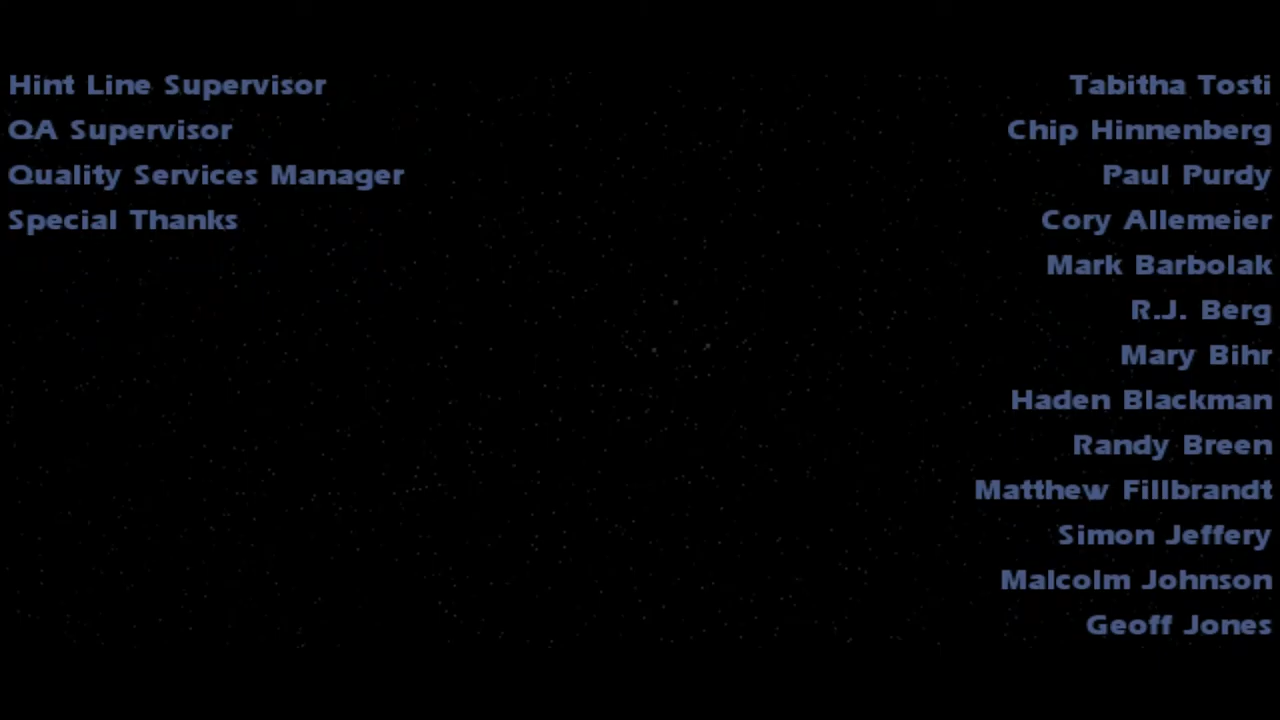 Hint Line Supervisor Tabitha Tosti
QA Supervisor Chip Hinnenberg
Quality Services Manager Paul Purdy
Special Thanks Cory Allemeier
Mark Barbolak
R.J. Berg
Mary Bihr
Haden Blackman
Randy Breen
Matthew Fillbrandt
Simon Jeffery
Malcolm Johnson
Geoff Jones